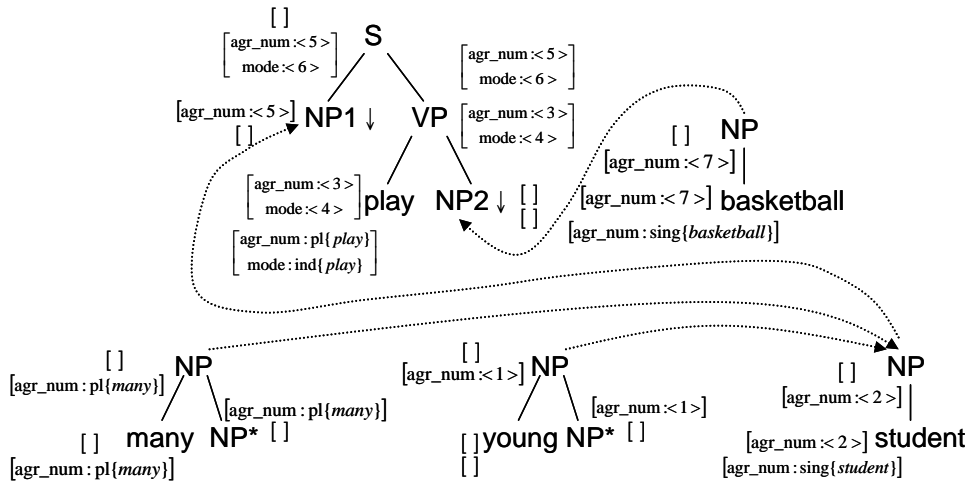 [ ]
S
[agr_num :< 5 >
mode :< 6 >]
[agr_num :< 5 >
mode :< 6 >]
[agr_num :< 5 >]
[ ]
NP1 ↓
VP
[agr_num :< 3 >
mode :< 4 >]
[ ]
NP
[agr_num :< 7 >]
[agr_num :< 3 >
mode :< 4 >]
play NP2 ↓ [ ]
[ ]
[agr_num :< 7 >] basketball
[agr_num : pl{play}
mode : ind{play}]
[agr_num : sing{basketball}]
[ ] NP
[agr_num : pl{many}]
[ ] NP
[agr_num :< 1 >]
NP
[ ]
[agr_num :< 2 >]
[agr_num : pl{many}]
[ ] many NP* [ ]
[agr_num : pl{many}]
[agr_num :< 1 >]
[ ] young NP* [ ]
[ ]
[agr_num :< 2 >] student
[agr_num : sing{student}]